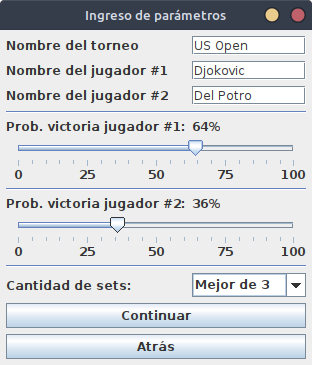 Ingreso de parámetros
Nombre del torneo US Open
Nombre del jugador #1 Djokovic
Nombre del jugador #2 Del Potro
Prob. victoria jugador #1: 64%
0 25 50 75 100
Prob. victoria jugador #2: 36%
0 25 50 75 100
Cantidad de sets: Mejor de 3
Continuar
Atrás